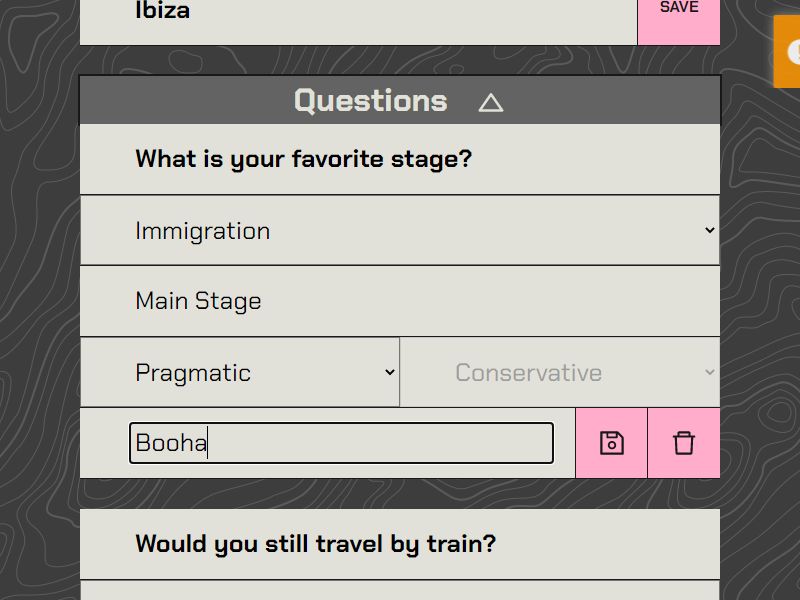 Ibiza
SAVE
Questions
What is your favorite stage?
Immigration
Main Stage
Pragmatic
Conservative
Booha
Would you still travel by train?